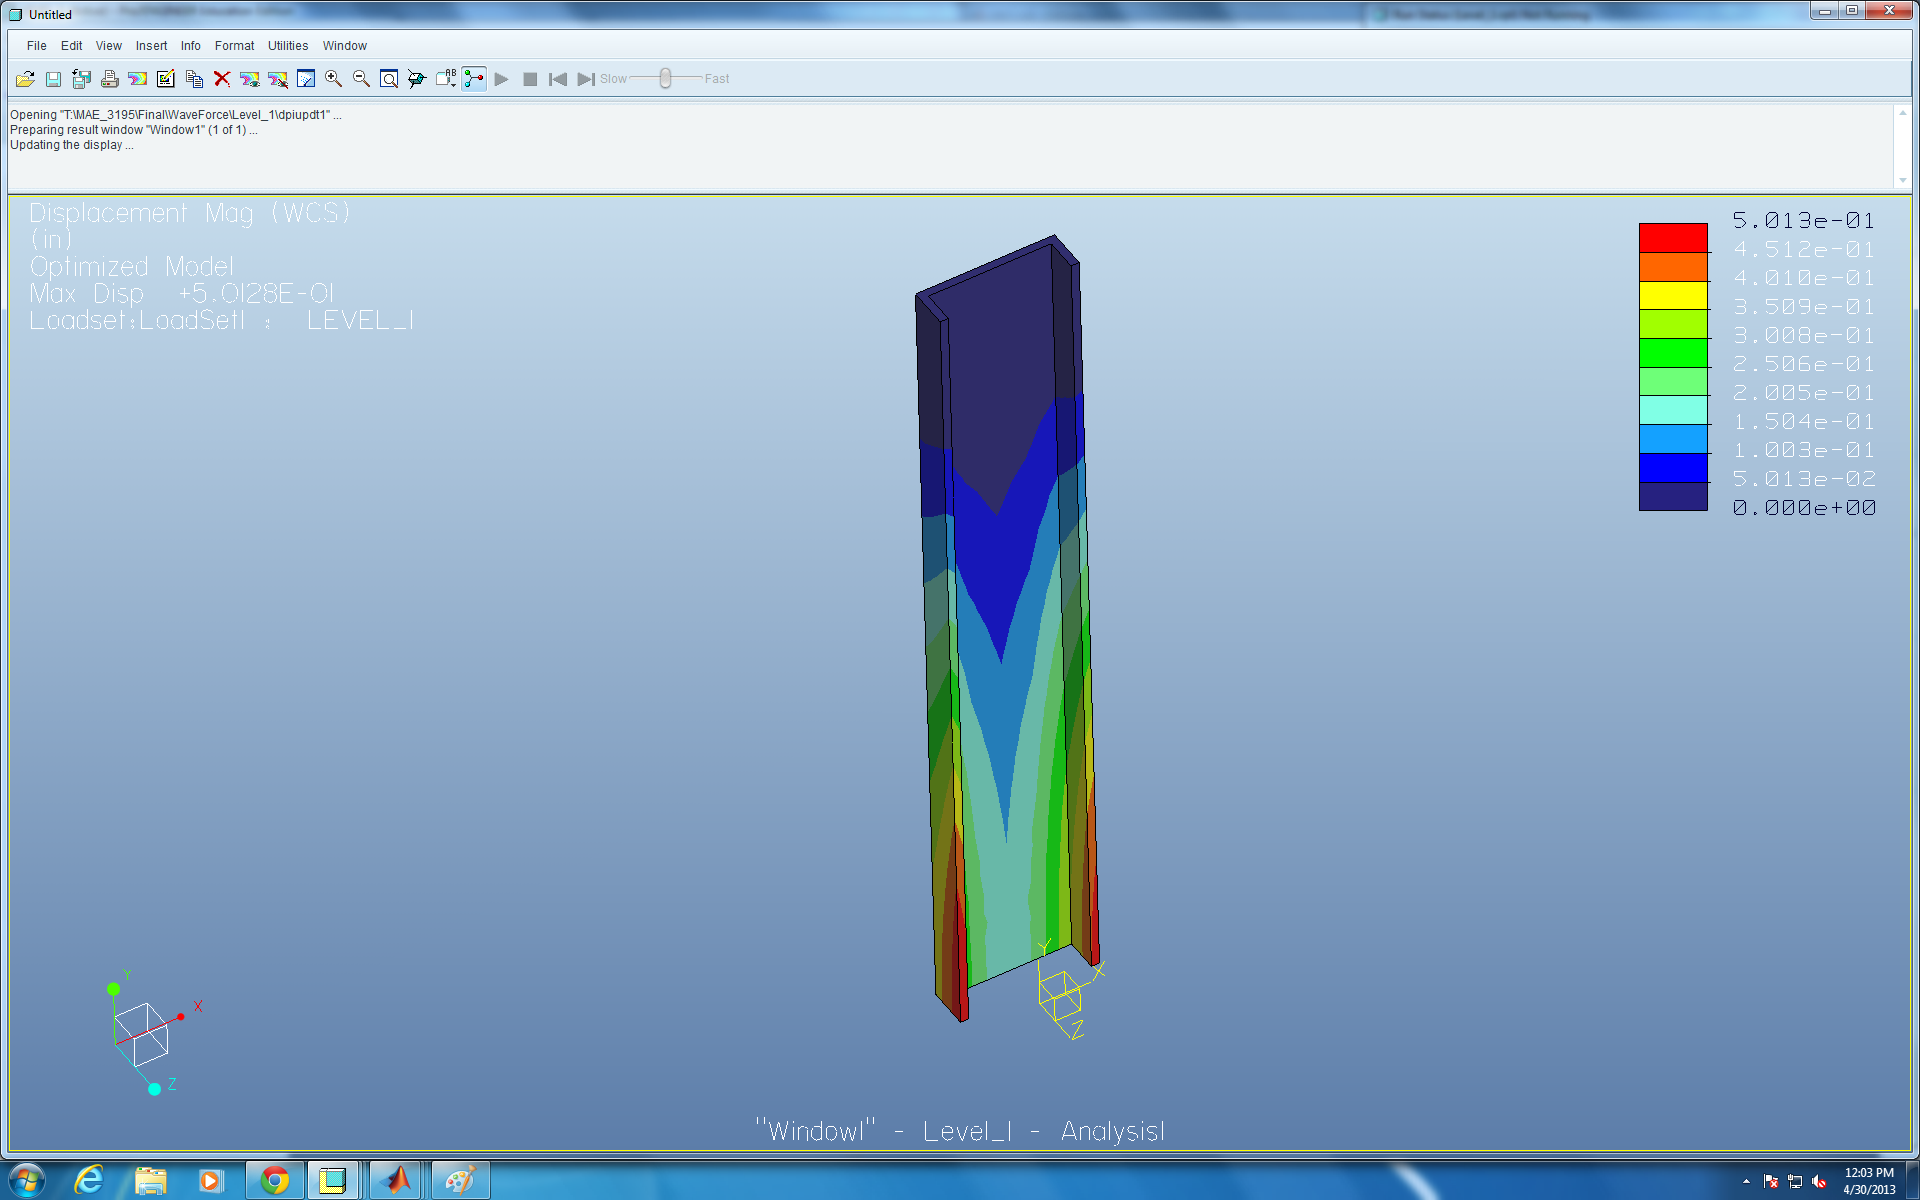 Untitled
File Edit View Insert Info Format Utilities Window
Slow Fast
Opening "T:\MAE_3195\Final\WaveForce\Level_1\dpiupdt1" ...
Preparing result window "Window1" (1 of 1) ...
Updating the display ...
Displacement Mag (WCS)
(in)
Optimized Model
Max Disp +5.0128E-01
Loadset:LoadSet1 : LEVEL_1
5.013e-01
4.512e-01
4.010e-01
3.509e-01
3.008e-01
2.506e-01
2.005e-01
1.504e-01
1.003e-01
5.013e-02
0.000e+00
Y
X
Z
Y
X
Z
"Window1" - Level_1 - Analysis1
12:03 PM
4/30/2013